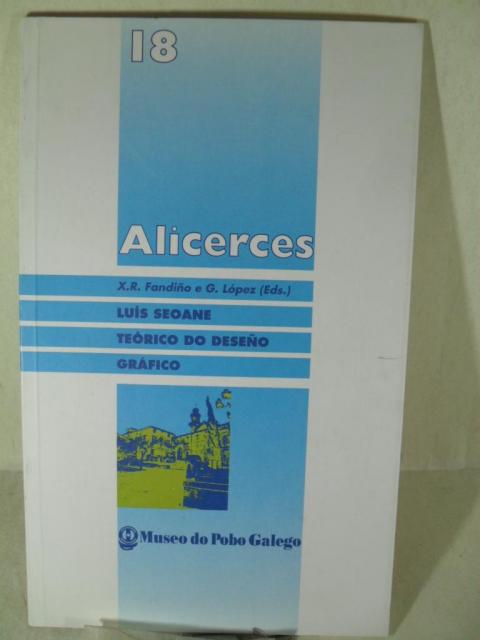 18
Alicerces
X.R. Fandiño e G. López (Eds.)
LUÍS SEOANE
TEÓRICO DO DESEÑO
GRÁFICO
Museo do Pobo Galego